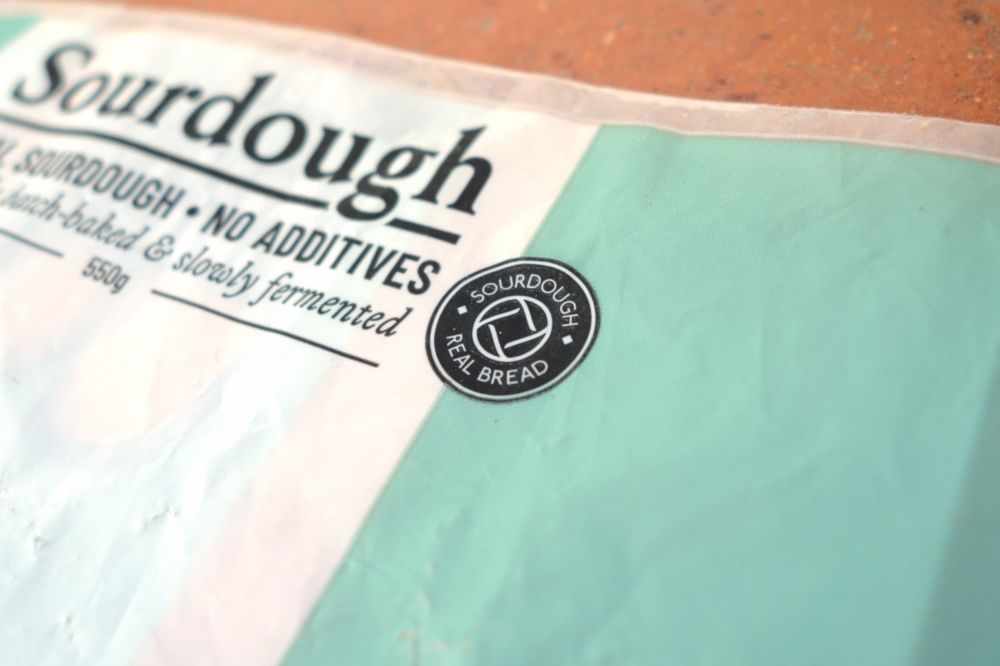 Sourdough
SOURDOUGH • NO ADDITIVES
batch-baked & slowly fermented
550g
SOURDOUGH
REAL BREAD